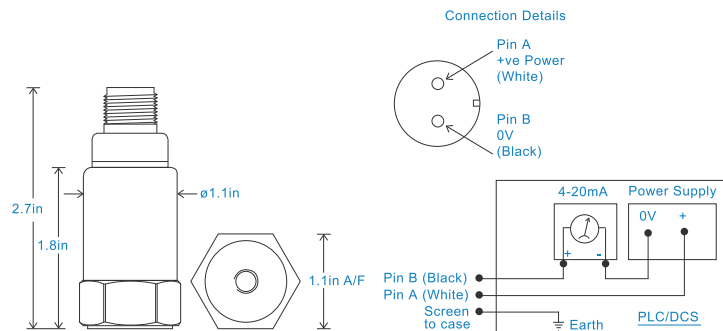 Connection Details
Pin A
+ve Power
(White)
Pin B
0V
(Black)
2.7in
1.8in
ø1.1in
1.1in A/F
4-20mA
Power Supply
0V +
+ -
Pin B (Black)
Pin A (White)
Screen
to case
Earth
PLC/DCS